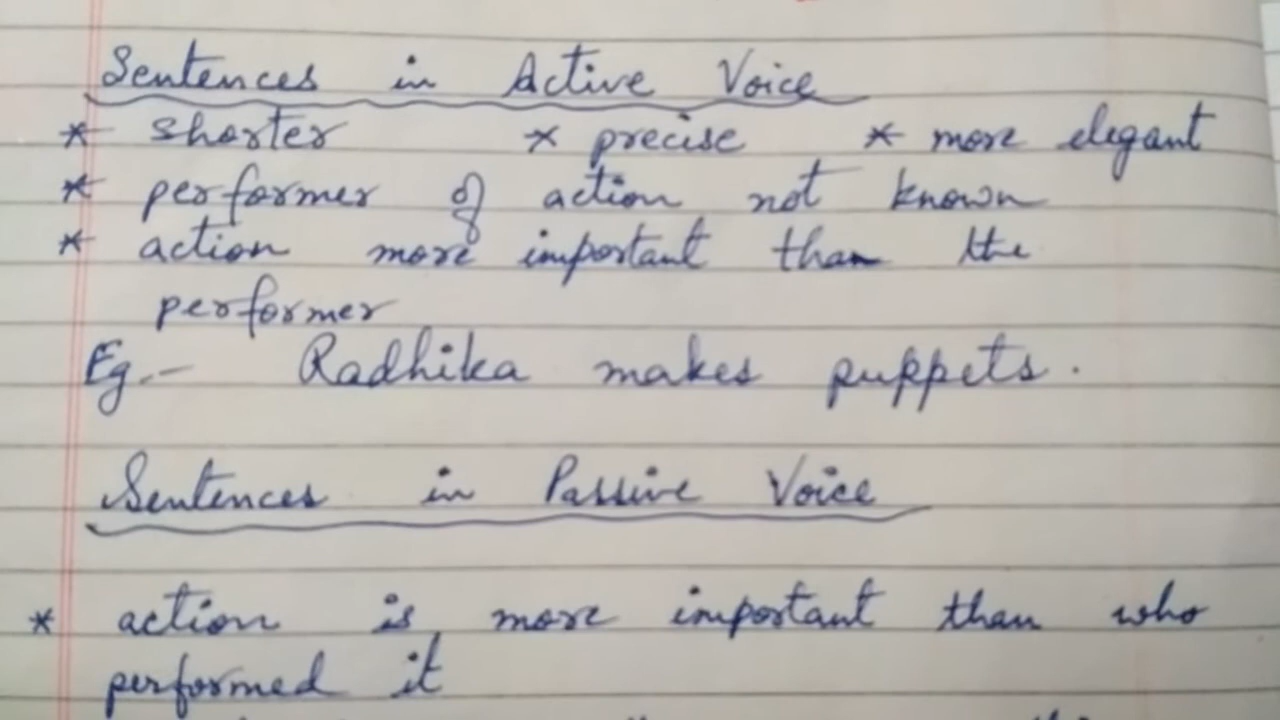 Sentences in Active Voice
* shorter * precise * more elegant
* performer of action not known
* action more important than the
performer
Eg.- Radhika makes puppets.
Sentences in Passive Voice
* action is more important than who
performed it